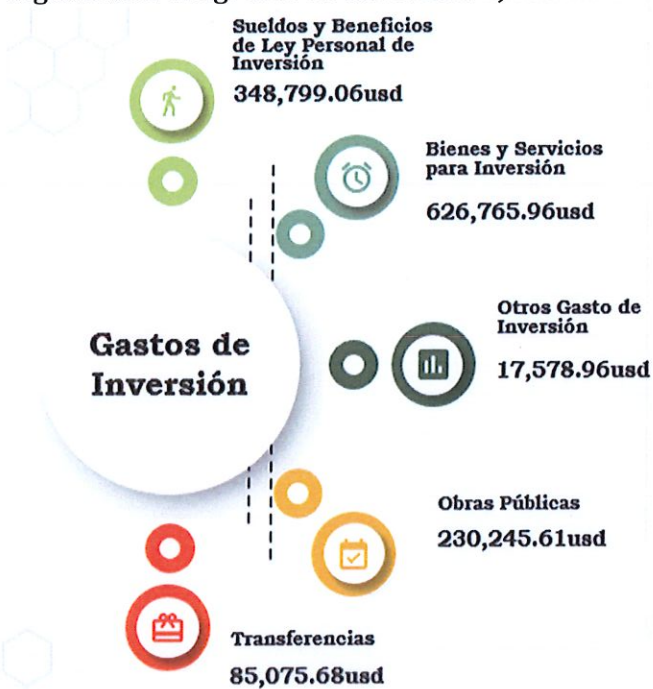 Sueldos y Beneficios
de Ley Personal de
Inversión
348,799.06usd
Bienes y Servicios
para Inversión
626,765.96usd
Otros Gasto de
Inversión
17,578.96usd
Gastos de
Inversión
Obras Públicas
230,245.61usd
Transferencias
85,075.68usd